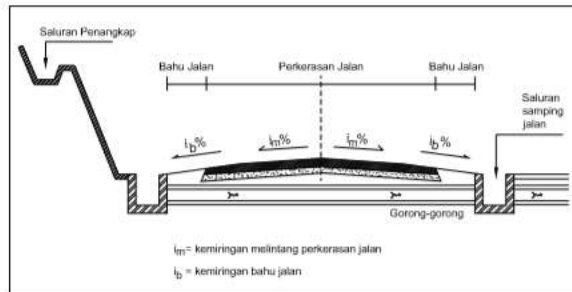 Saluran Penangkap
Bahu Jalan
Perkerasan Jalan
Bahu Jalan
Saluran
samping
jalan
ib%
im%
im%
ib%
Gorong-gorong
im= kemiringan melintang perkerasan jalan
ib = kemiringan bahu jalan